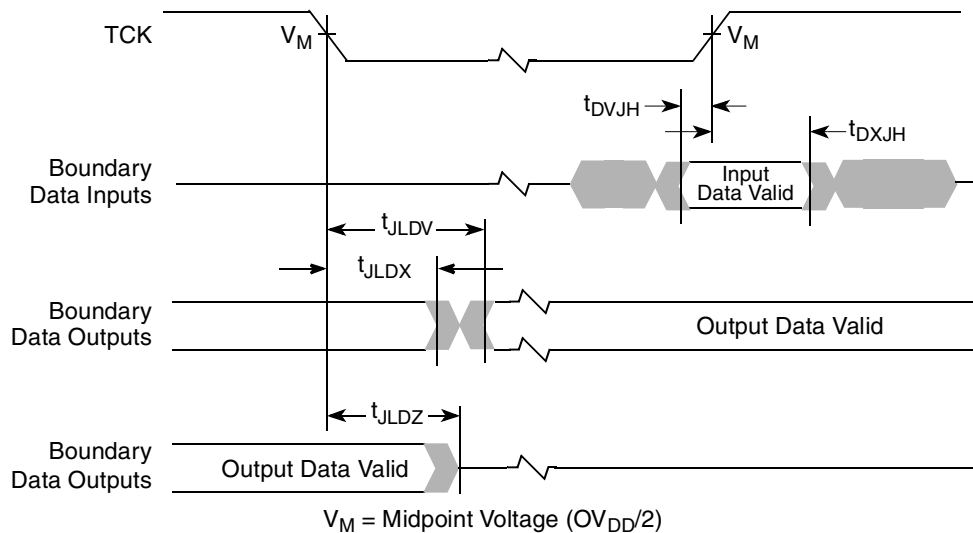 TCK
VM
VM
tDVJH
tDXJH
Boundary
Data Inputs
Input
Data Valid
tJLDV
tJLDX
Boundary
Data Outputs
Output Data Valid
tJLDZ
Boundary
Data Outputs
Output Data Valid
VM = Midpoint Voltage (OVDD/2)